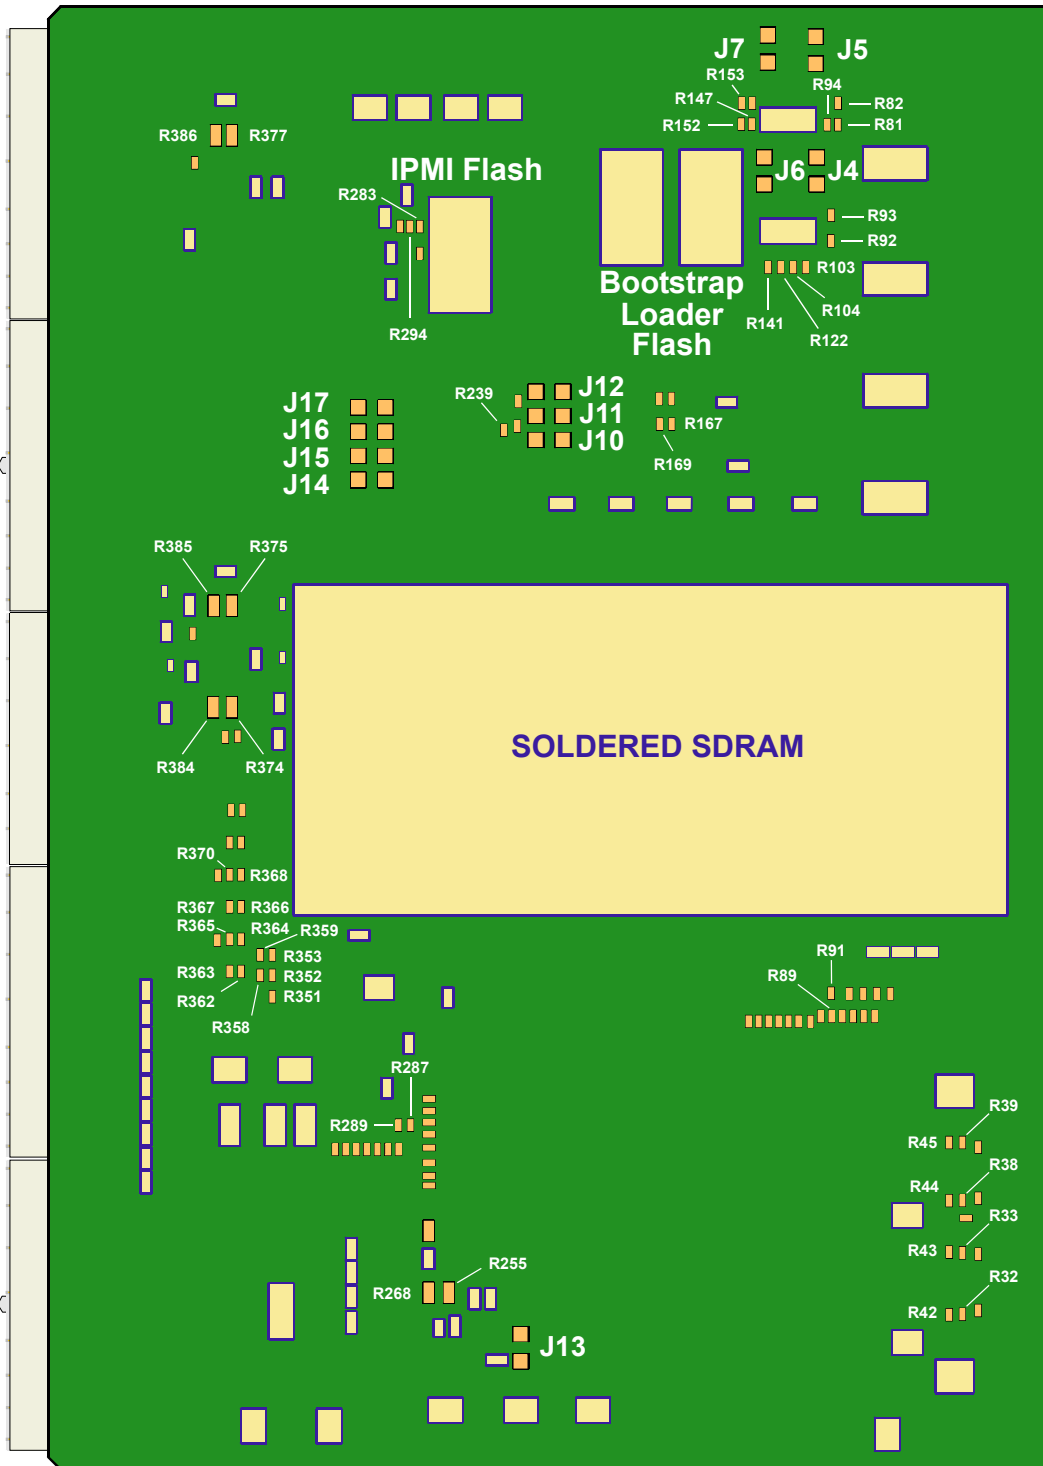 J7
J5
R153
R94
R147
R82
R152
R81
R386
R377
IPMI Flash
J6
J4
R283
R93
R92
Bootstrap
Loader
Flash
R103
R104
R141
R122
R294
J17
J16
J15
J14
R239
J12
J11
J10
R167
R169
R385
R375
SOLDERED SDRAM
R384
R374
R370
R368
R367
R366
R365
R364
R359
R353
R363
R352
R362
R351
R358
R91
R89
R287
R289
R39
R45
R38
R44
R33
R43
R32
R42
R255
R268
J13